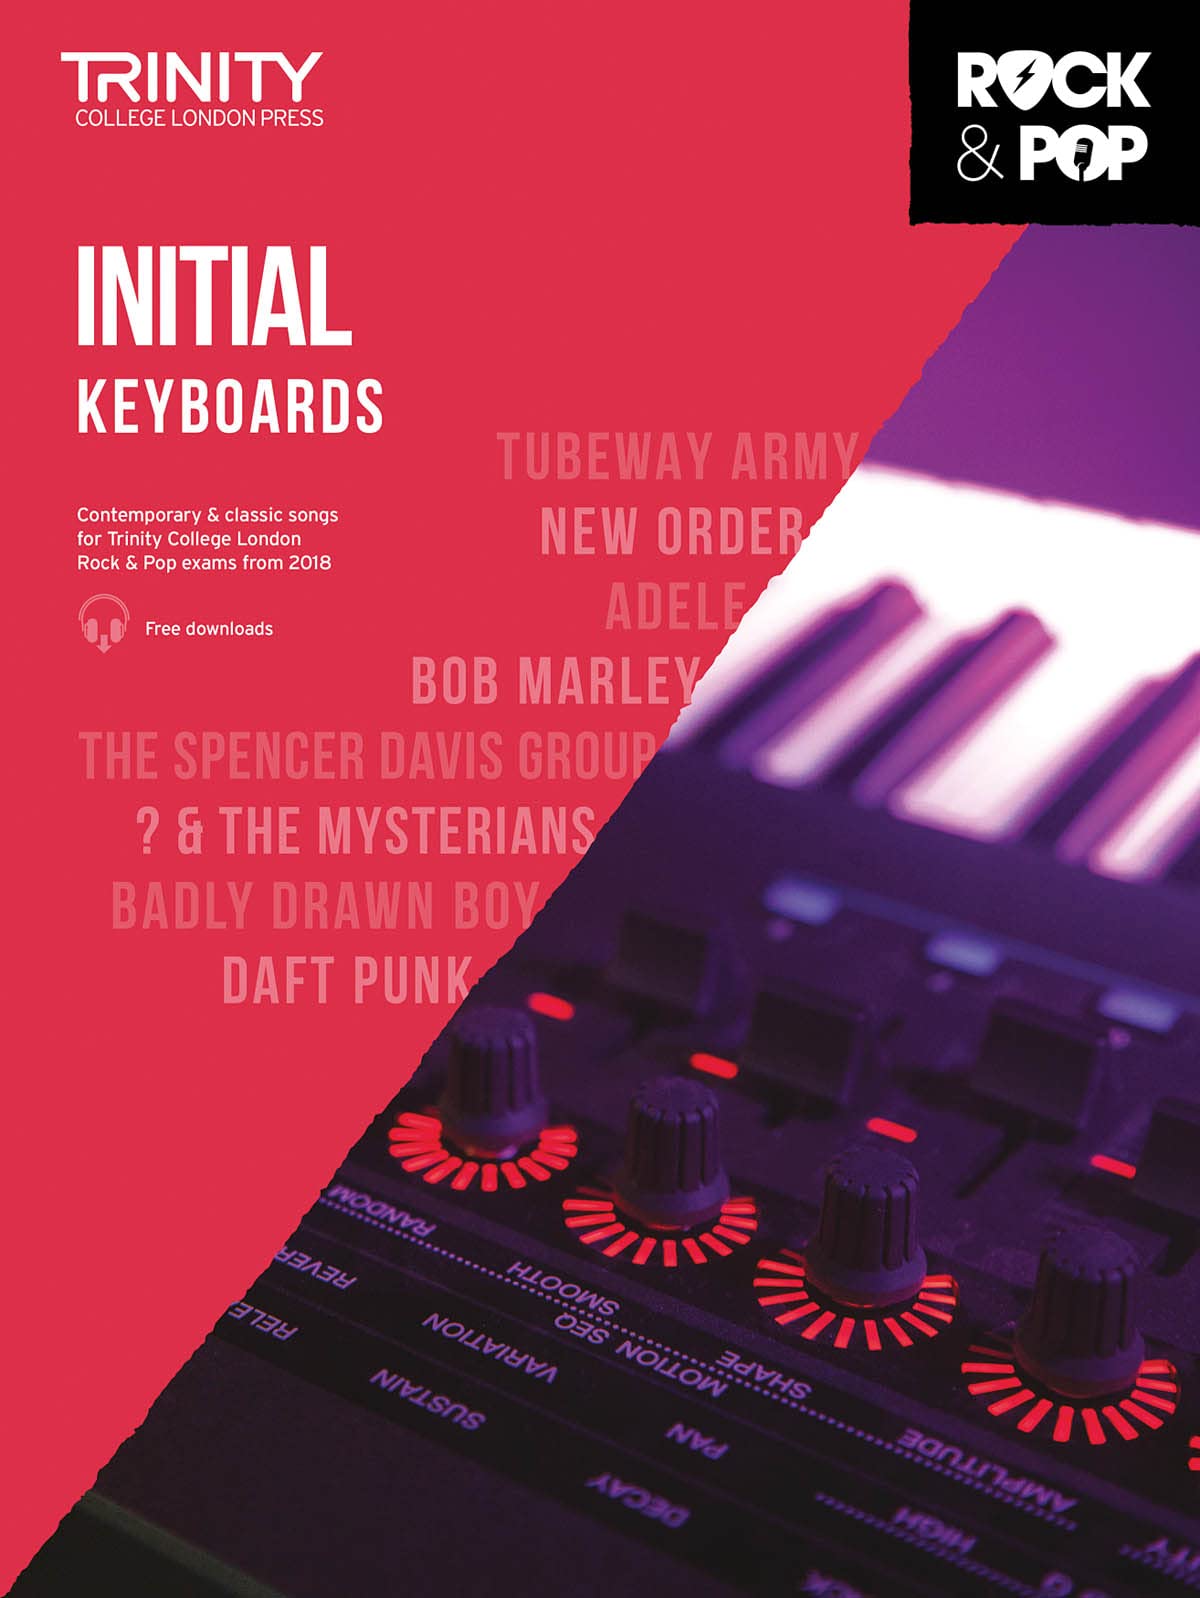 TRINITY
COLLEGE LONDON PRESS
ROCK
& POP
INITIAL
KEYBOARDS
Contemporary & classic songs
for Trinity College London
Rock & Pop exams from 2018
Free downloads
TUBEWAY ARMY
NEW ORDER
ADELE
BOB MARLEY
THE SPENCER DAVIS GROUP
? & THE MYSTERIANS
BADLY DRAWN BOY
DAFT PUNK
RANDOM
SMOOTH
SHAPE
AMPLITUDE
VARIATION
MOTION SEQ
SUSTAIN
PAN
HIGH
DECAY